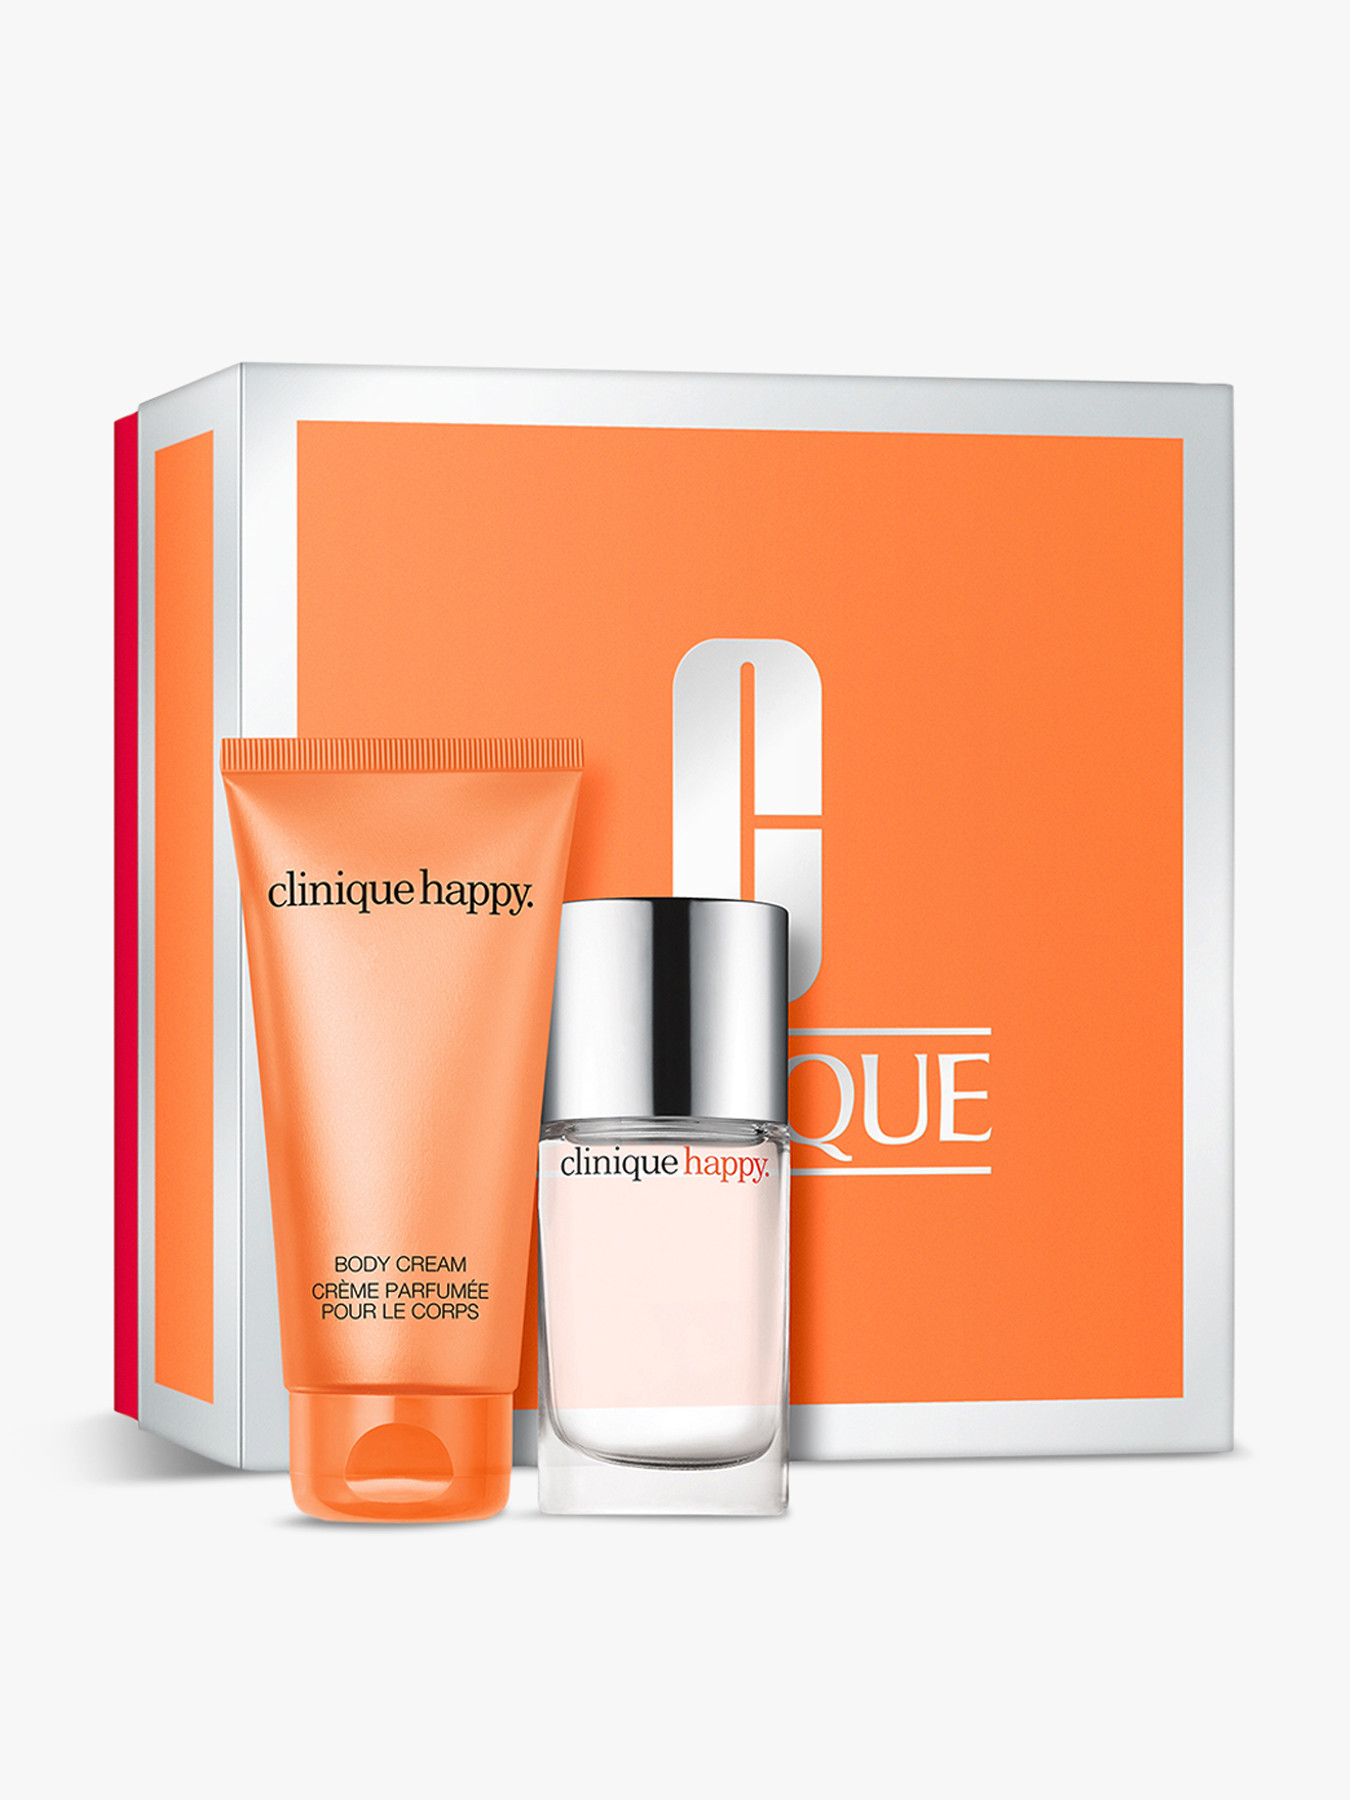 clinique happy.
BODY CREAM
CRÈME PARFUMÉE
POUR LE CORPS
clinique happy.
C
QUE